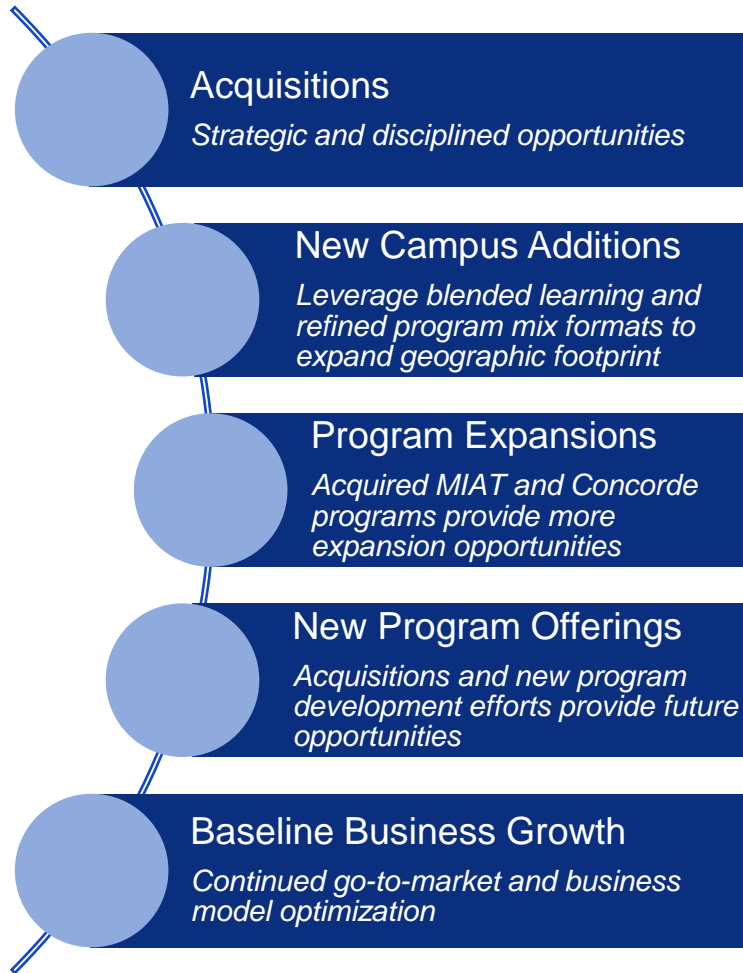 Acquisitions
Strategic and disciplined opportunities
New Campus Additions
Leverage blended learning and
refined program mix formats to
expand geographic footprint
Program Expansions
Acquired MIAT and Concorde
programs provide more
expansion opportunities
New Program Offerings
Acquisitions and new program
development efforts provide future
opportunities
Baseline Business Growth
Continued go-to-market and business
model optimization